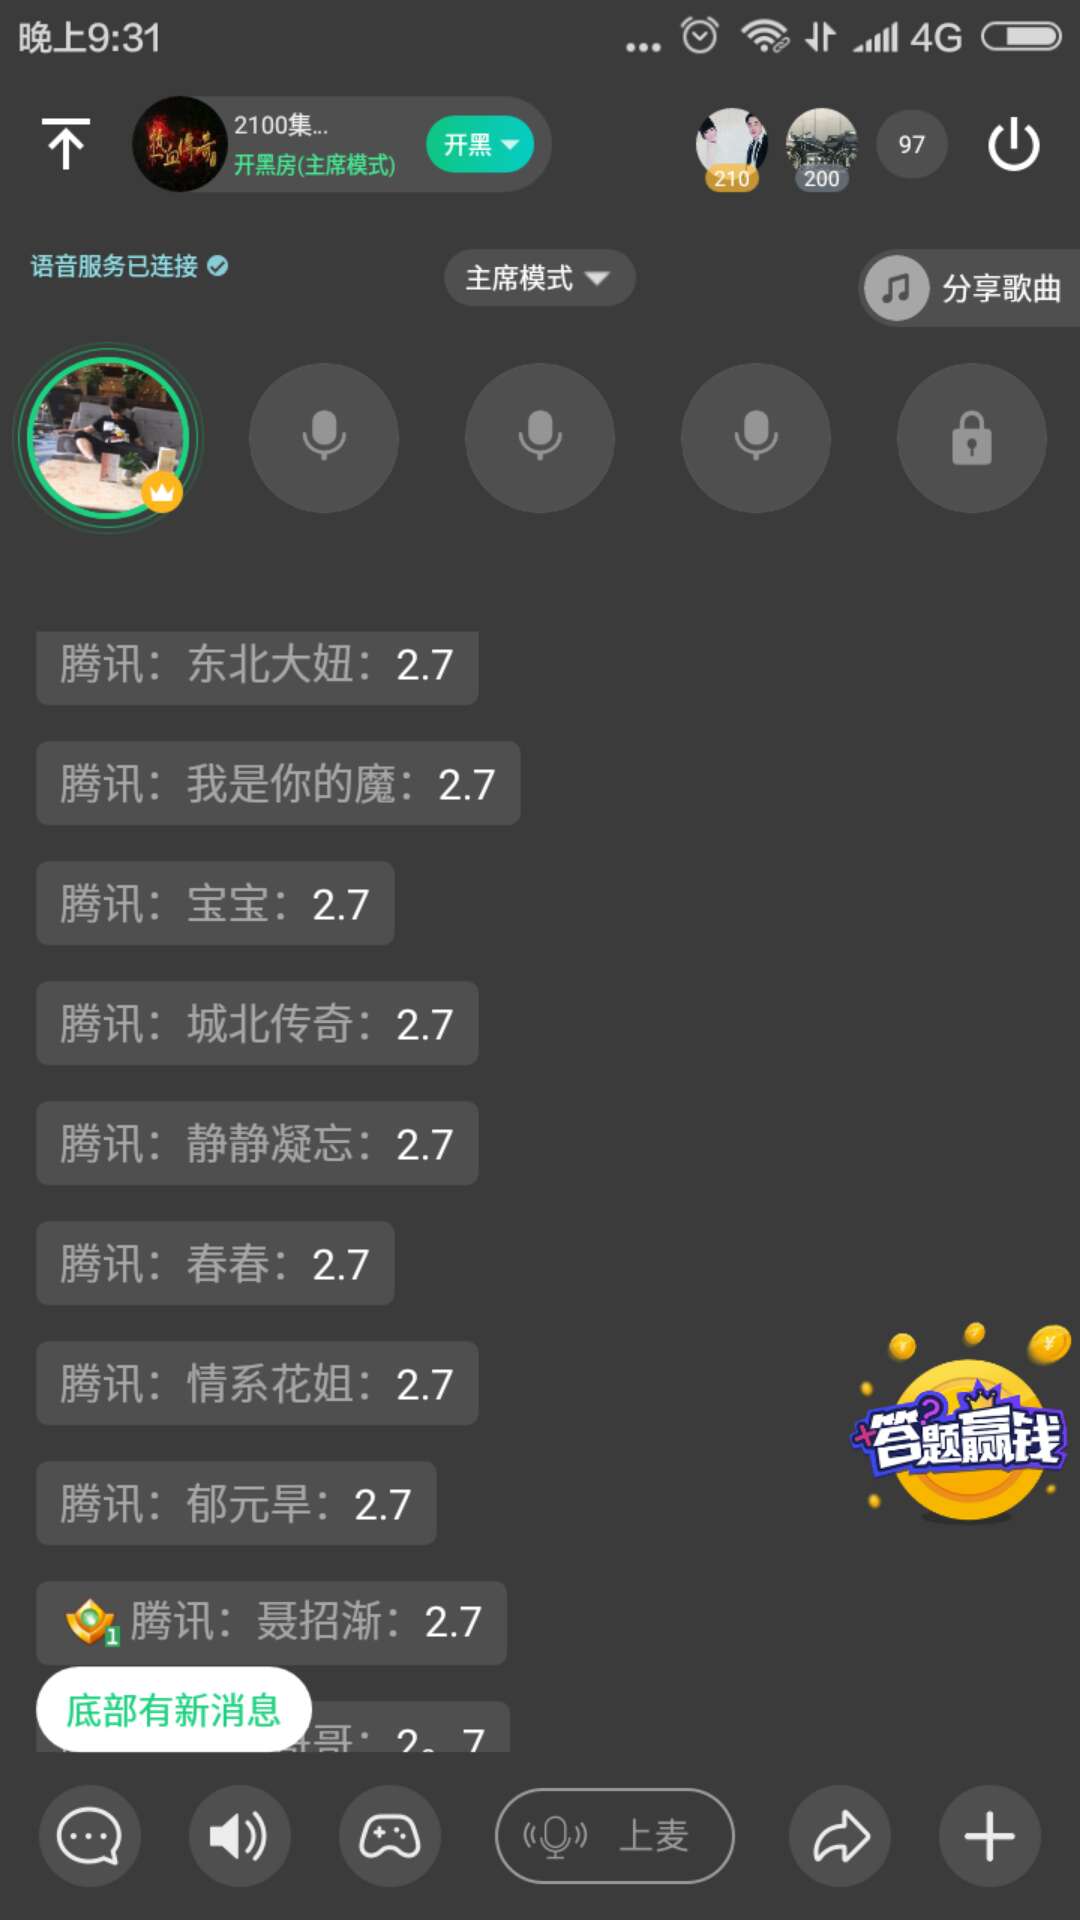 晚上9:31
4G
热血传奇
2100集...
开黑房(主席模式)
开黑
210
200
97
语音服务已连接
主席模式
分享歌曲
腾讯：东北大妞：2.7
腾讯：我是你的魔：2.7
腾讯：宝宝：2.7
腾讯：城北传奇：2.7
腾讯：静静凝忘：2.7
腾讯：春春：2.7
腾讯：情系花姐：2.7
答题赢钱
腾讯：郁元旱：2.7
1
腾讯：聂招渐：2.7
底部有新消息
哥：2。7
上麦